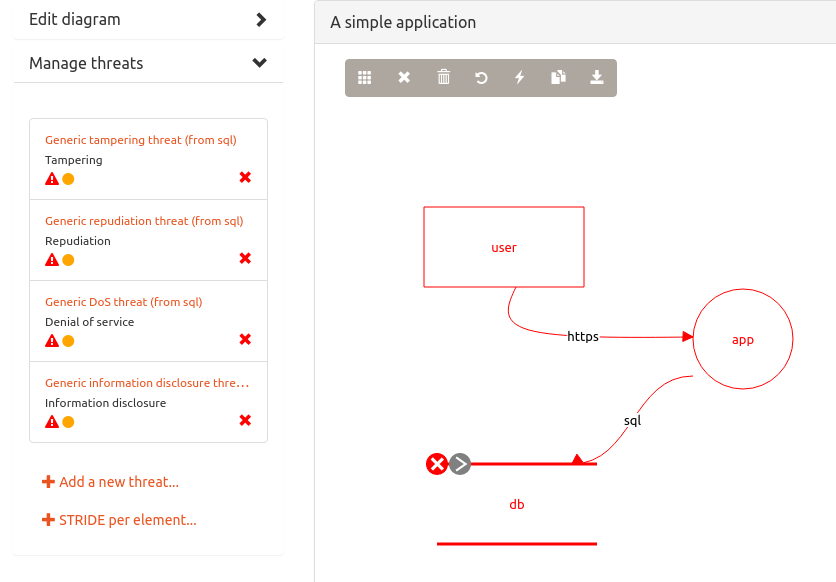 Edit diagram
Manage threats
Generic tampering threat (from sql)
Tampering
Generic repudiation threat (from sql)
Repudiation
Generic DoS threat (from sql)
Denial of service
Generic information disclosure thre...
Information disclosure
Add a new threat...
STRIDE per element...
A simple application
user
https
app
sql
db